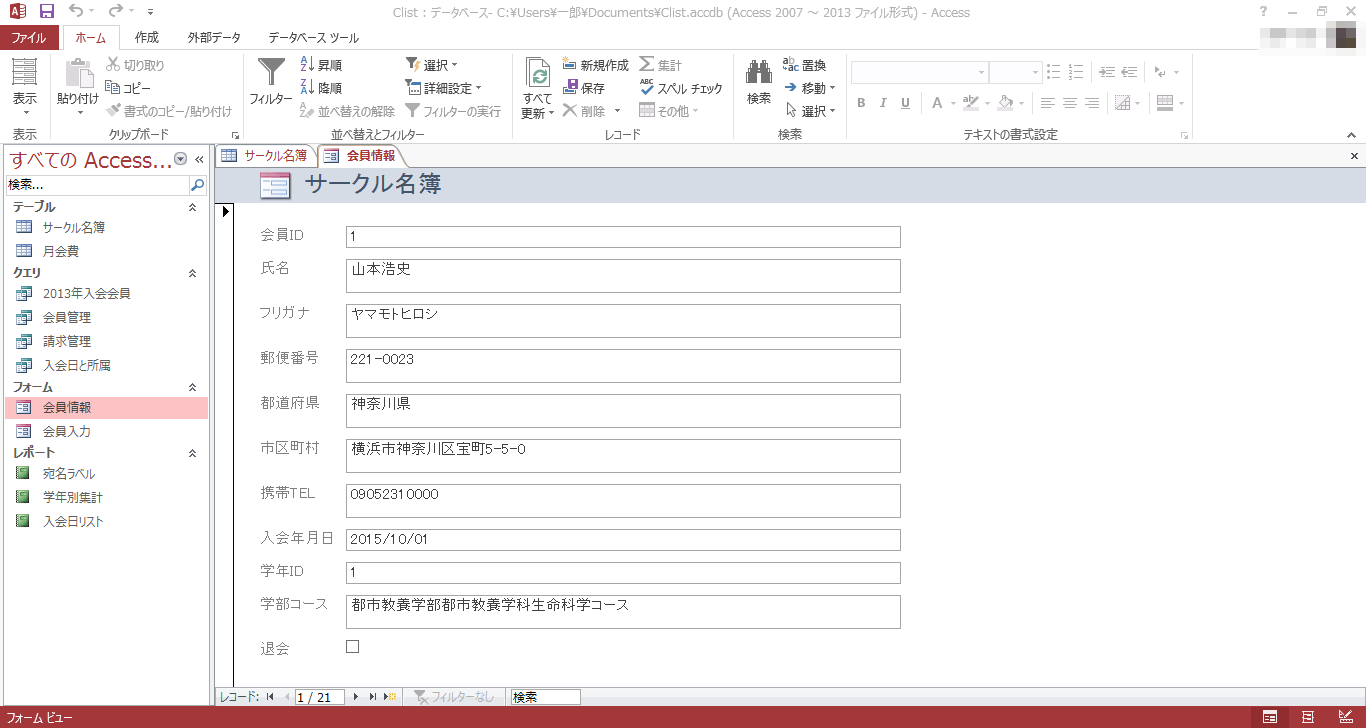 Clist : データベース- C:¥Users¥一郎¥Documents¥Clist.accdb (Access 2007 ～ 2013 ファイル形式) - Access
ファイル ホーム 作成 外部データ データベース ツール
表示
表示
貼り付け
切り取り
コピー
書式のコピー/貼り付け
クリップボード
フィルター
昇順
降順
並べ替えの解除
選択
詳細設定
フィルターの実行
並べ替えとフィルター
すべて
更新
新規作成
保存
削除
集計
スペル チェック
その他
レコード
検索
置換
移動
選択
検索
B I U A
テキストの書式設定
すべての Access...
検索...
テーブル
サークル名簿
月会費
クエリ
2013年入会会員
会員管理
請求管理
入会日と所属
フォーム
会員情報
会員入力
レポート
宛名ラベル
学年別集計
入会日リスト
サークル名簿 会員情報
サークル名簿
会員ID 1
氏名 山本浩史
フリガナ ヤマモトヒロシ
郵便番号 221-0023
都道府県 神奈川県
市区町村 横浜市神奈川区宝町5-5-0
携帯TEL 09052310000
入会年月日 2015/10/01
学年ID 1
学部コース 都市教養学部都市教養学科生命科学コース
退会
レコード: 1 / 21 フィルターなし 検索
フォーム ビュー